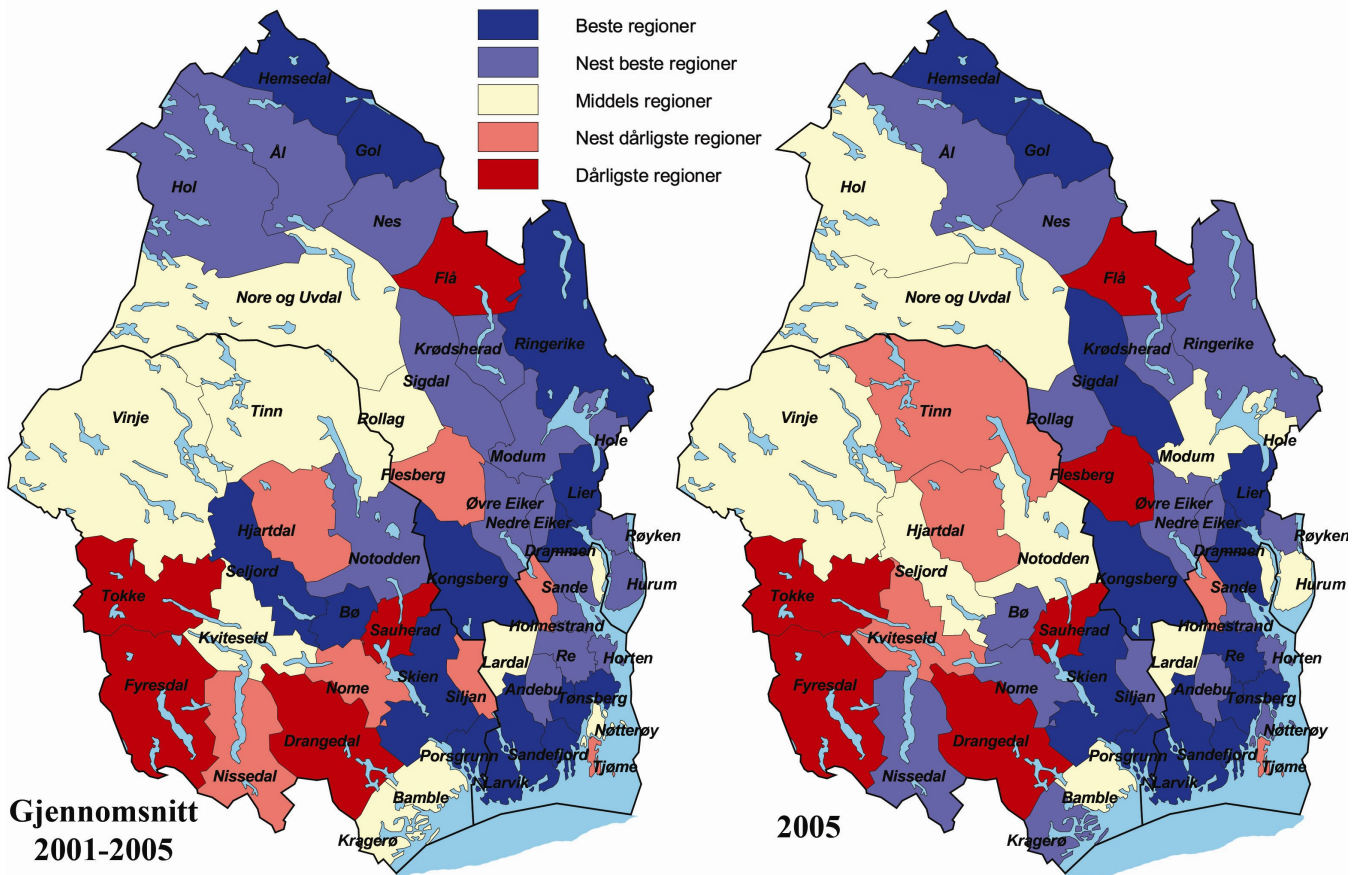 Beste regioner
Nest beste regioner
Middels regioner
Nest dårligste regioner
Dårligste regioner
Hemsedal
Ål
Gol
Hol
Nes
Flå
Nore og Uvdal
Krødsherad
Ringerike
Sigdal
Vinje
Tinn
Rollag
Hole
Modum
Flesberg
Lier
Øvre Eiker
Hjartdal
Nedre Eiker
Røyken
Drammen
Notodden
Seljord
Kongsberg
Sande
Hurum
Tokke
Bø
Sauherad
Holmestrand
Kviteseid
Lardal
Re
Horten
Fyresdal
Nome
Skien
Siljan
Andebu
Tønsberg
Nøtterøy
Drangedal
Porsgrunn
Sandefjord
Tjøme
Nissedal
Larvik
Bamble
Kragerø
Gjennomsnitt
2001-2005
Hemsedal
Ål
Gol
Hol
Nes
Flå
Nore og Uvdal
Krødsherad
Ringerike
Sigdal
Vinje
Tinn
Rollag
Hole
Modum
Flesberg
Lier
Øvre Eiker
Hjartdal
Nedre Eiker
Røyken
Drammen
Notodden
Seljord
Kongsberg
Sande
Hurum
Tokke
Bø
Sauherad
Holmestrand
Kviteseid
Lardal
Re
Horten
Fyresdal
Nome
Skien
Siljan
Andebu
Tønsberg
Nøtterøy
Drangedal
Porsgrunn
Sandefjord
Tjøme
Nissedal
Larvik
Bamble
Kragerø
2005